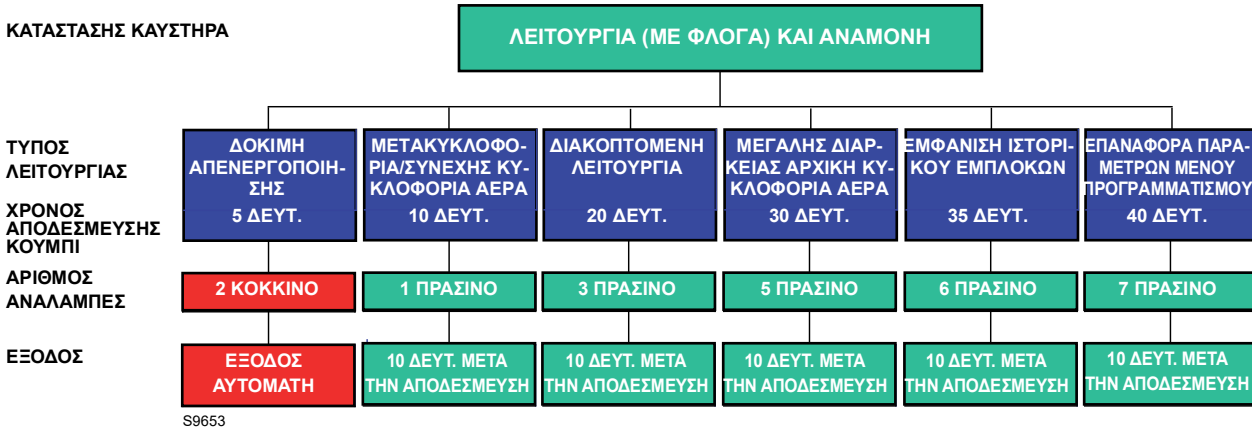 ΚΑΤΑΣΤΑΣΗΣ ΚΑΥΣΤΗΡΑ
ΛΕΙΤΟΥΡΓΙΑ (ΜΕ ΦΛΟΓΑ) ΚΑΙ ΑΝΑΜΟΝΗ
ΤΥΠΟΣ
ΛΕΙΤΟΥΡΓΙΑΣ
ΔΟΚΙΜΗ
ΑΠΕΝΕΡΓΟΠΟΙΗ-
ΣΗΣ
ΜΕΤΑΚΥΚΛΟΦΟ-
ΡΙΑ/ΣΥΝΕΧΗΣ ΚΥ-
ΚΛΟΦΟΡΙΑ ΑΕΡΑ
ΔΙΑΚΟΠΤΟΜΕΝΗ
ΛΕΙΤΟΥΡΓΙΑ
ΜΕΓΑΛΗΣ ΔΙΑΡ-
ΚΕΙΑΣ ΑΡΧΙΚΗ ΚΥ-
ΚΛΟΦΟΡΙΑ ΑΕΡΑ
ΕΜΦΑΝΙΣΗ ΙΣΤΟΡΙ-
ΚΟΥ ΕΜΠΛΟΚΩΝ
ΕΠΑΝΑΦΟΡΑ ΠΑΡΑ-
ΜΕΤΡΩΝ ΜΕΝΟΥ
ΠΡΟΓΡΑΜΜΑΤΙΣΜΟΥ
ΧΡΟΝΟΣ
ΑΠΟΔΕΣΜΕΥΣΗΣ
ΚΟΥΜΠΙ
5 ΔΕΥΤ.
10 ΔΕΥΤ.
20 ΔΕΥΤ.
30 ΔΕΥΤ.
35 ΔΕΥΤ.
40 ΔΕΥΤ.
ΑΡΙΘΜΟΣ
ΑΝΑΛΑΜΠΕΣ
2 ΚΟΚΚΙΝΟ
1 ΠΡΑΣΙΝΟ
3 ΠΡΑΣΙΝΟ
5 ΠΡΑΣΙΝΟ
6 ΠΡΑΣΙΝΟ
7 ΠΡΑΣΙΝΟ
ΕΞΟΔΟΣ
ΕΞΟΔΟΣ
ΑΥΤΟΜΑΤΗ
10 ΔΕΥΤ. ΜΕΤΑ
ΤΗΝ ΑΠΟΔΕΣΜΕΥΣΗ
10 ΔΕΥΤ. ΜΕΤΑ
ΤΗΝ ΑΠΟΔΕΣΜΕΥΣΗ
10 ΔΕΥΤ. ΜΕΤΑ
ΤΗΝ ΑΠΟΔΕΣΜΕΥΣΗ
10 ΔΕΥΤ. ΜΕΤΑ
ΤΗΝ ΑΠΟΔΕΣΜΕΥΣΗ
10 ΔΕΥΤ. ΜΕΤΑ
ΤΗΝ ΑΠΟΔΕΣΜΕΥΣΗ
S9653